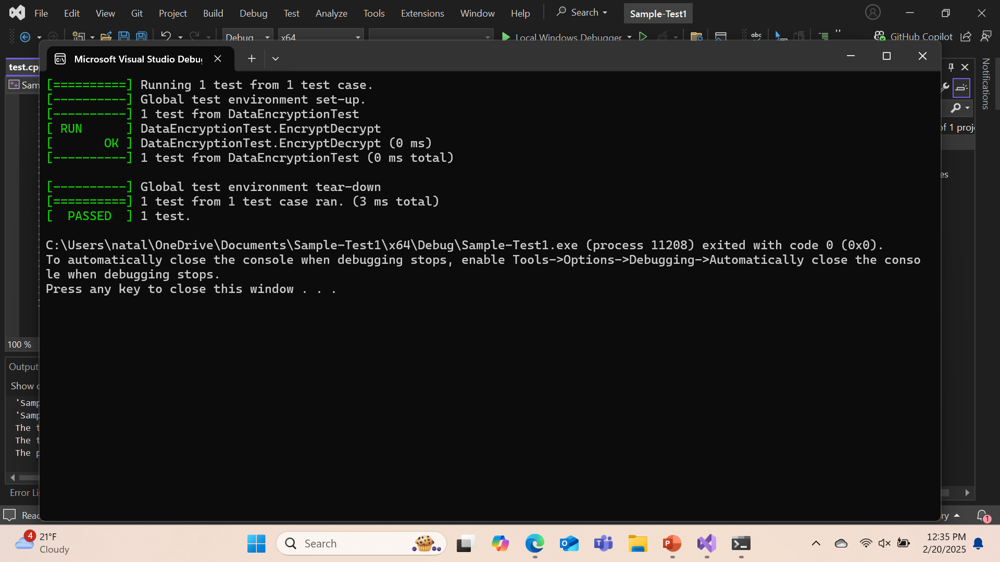 File Edit View Git Project Build Debug Test Analyze Tools Extensions Window Help Search Sample-Test1
Debug x64 Local Windows Debugger abc GitHub Copilot
Microsoft Visual Studio Debu
test.cp
Sam
Notifications
of 1 proj
es
[==========] Running 1 test from 1 test case.
[----------] Global test environment set-up.
[----------] 1 test from DataEncryptionTest
[ RUN      ] DataEncryptionTest.EncryptDecrypt
[       OK ] DataEncryptionTest.EncryptDecrypt (0 ms)
[----------] 1 test from DataEncryptionTest (0 ms total)
[----------] Global test environment tear-down
[==========] 1 test from 1 test case ran. (3 ms total)
[  PASSED  ] 1 test.
C:\Users\natal\OneDrive\Documents\Sample-Test1\x64\Debug\Sample-Test1.exe (process 11208) exited with code 0 (0x0).
To automatically close the console when debugging stops, enable Tools->Options->Debugging->Automatically close the conso
le when debugging stops.
Press any key to close this window . . .
100 %
Output
Show
'Samp
'Samp
The t
The t
The p
Error Li
Read
ry
1
4
21°F
Cloudy
Search
12:35 PM
2/20/2025